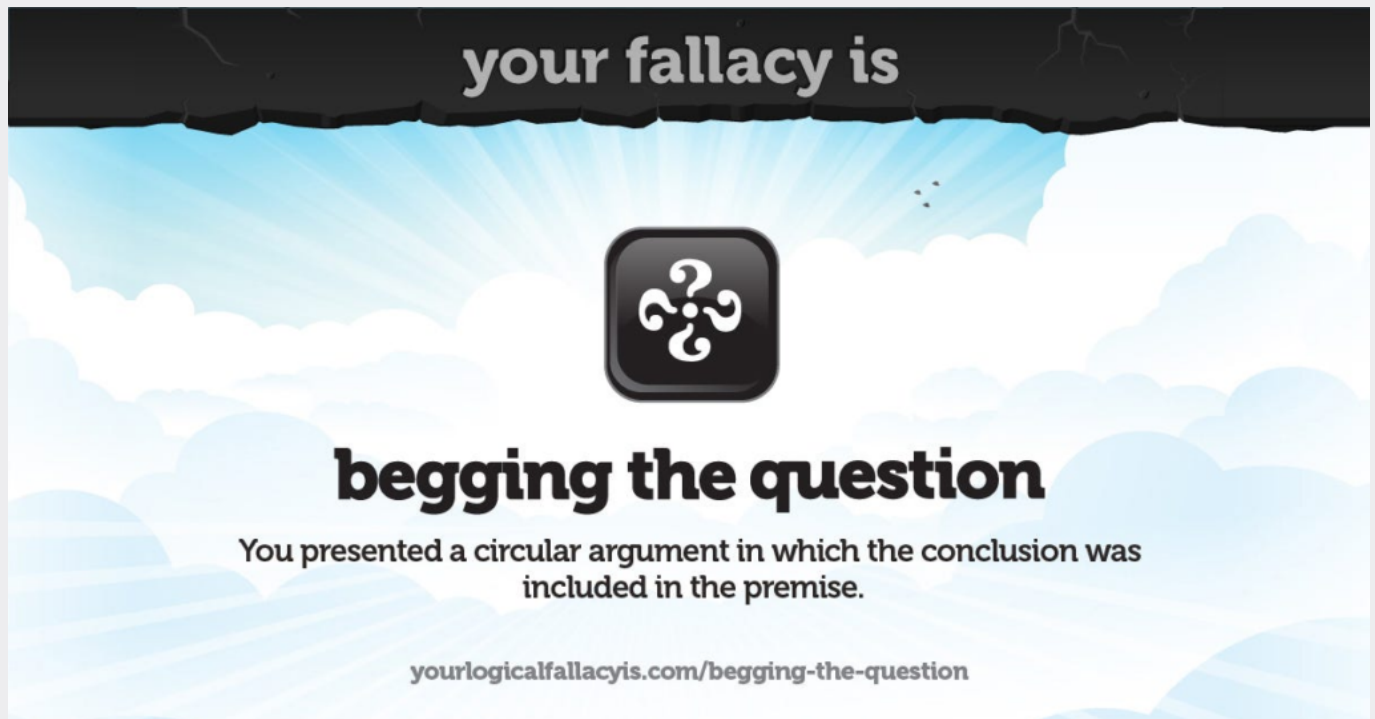 your fallacy is
begging the question
You presented a circular argument in which the conclusion was
included in the premise.
yourlogicalfallacyis.com/begging-the-question